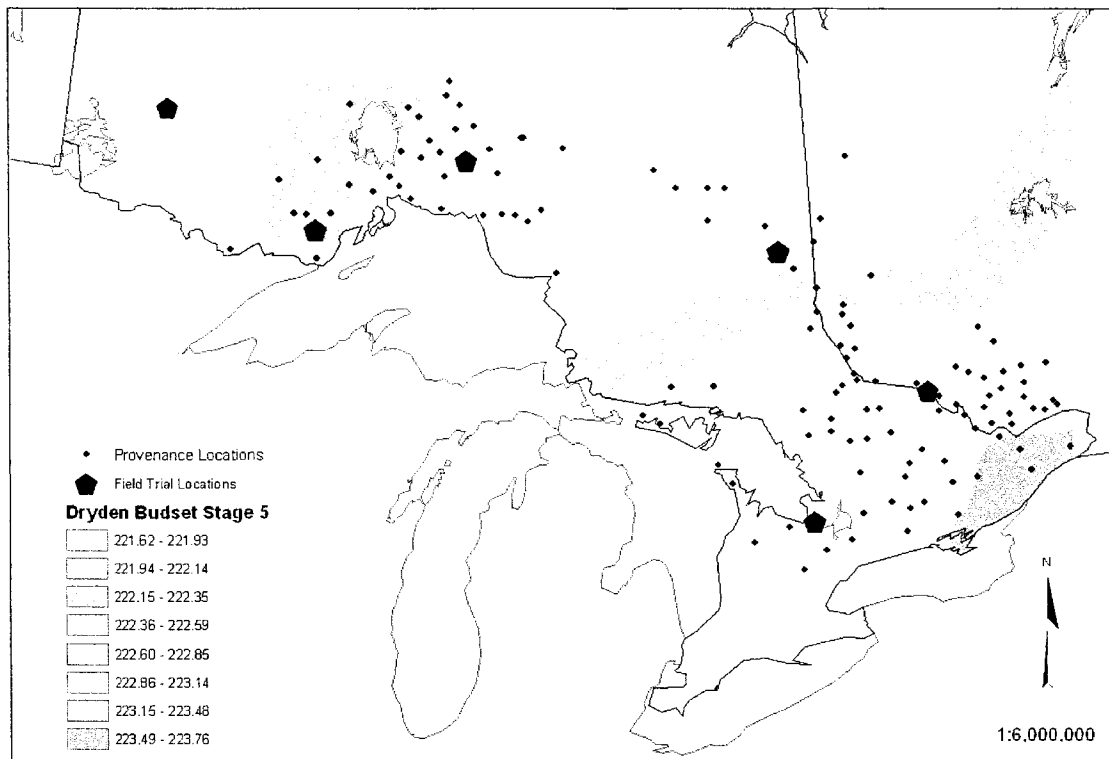 Provenance Locations
Field Trial Locations
Dryden Budset Stage 5
221.62 - 221.93
221.94 - 222.14
222.15 - 222.35
222.36 - 222.59
222.60 - 222.85
222.86 - 223.14
223.15 - 223.48
223.49 - 223.76
N
1:6,000,000